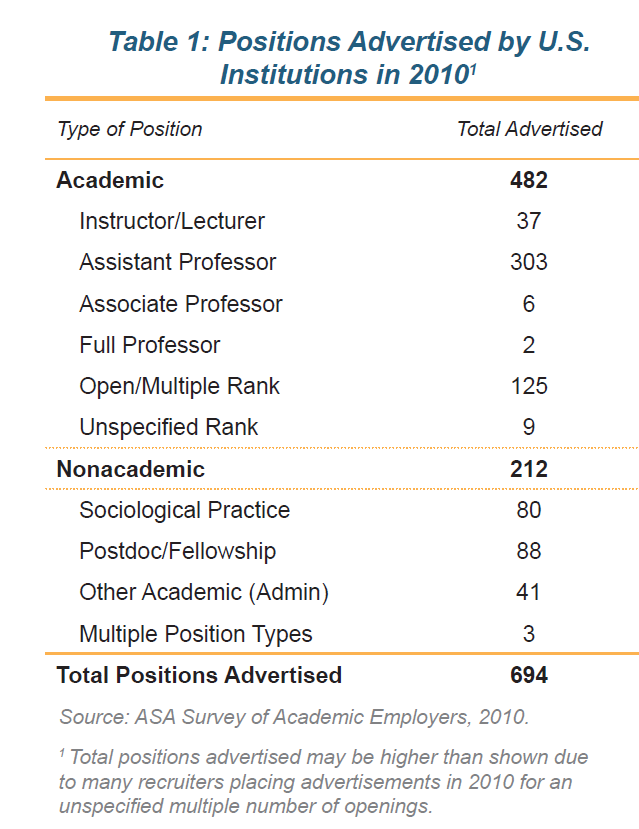 Table 1: Positions Advertised by U.S.
Institutions in 2010¹
Type of Position Total Advertised
Academic 482
Instructor/Lecturer 37
Assistant Professor 303
Associate Professor 6
Full Professor 2
Open/Multiple Rank 125
Unspecified Rank 9
Nonacademic 212
Sociological Practice 80
Postdoc/Fellowship 88
Other Academic (Admin) 41
Multiple Position Types 3
Total Positions Advertised 694
Source: ASA Survey of Academic Employers, 2010.
¹ Total positions advertised may be higher than shown due
to many recruiters placing advertisements in 2010 for an
unspecified multiple number of openings.